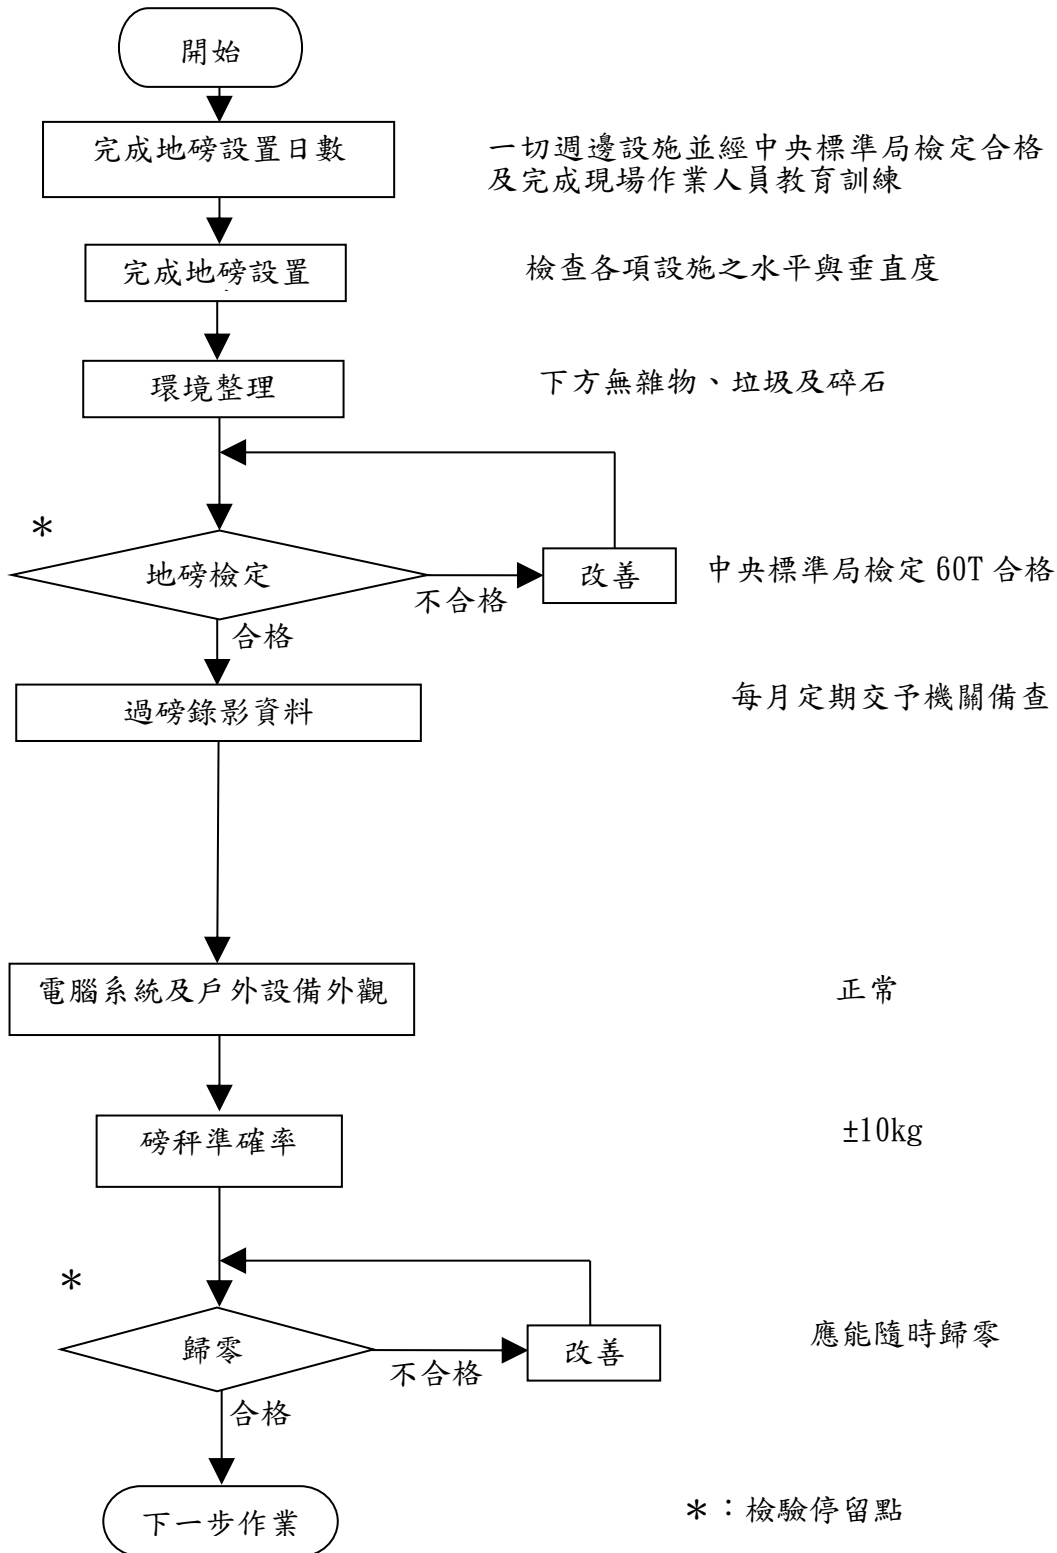 開始
完成地磅設置日數
一切週邊設施並經中央標準局檢定合格
及完成現場作業人員教育訓練
完成地磅設置
檢查各項設施之水平與垂直度
環境整理
下方無雜物、垃圾及碎石
*
地磅檢定
不合格
改善
中央標準局檢定 60T 合格
合格
過磅錄影資料
每月定期交予機關備查
電腦系統及戶外設備外觀
正常
磅秤準確率
±10kg
*
歸零
不合格
改善
應能隨時歸零
合格
下一步作業
*：檢驗停留點